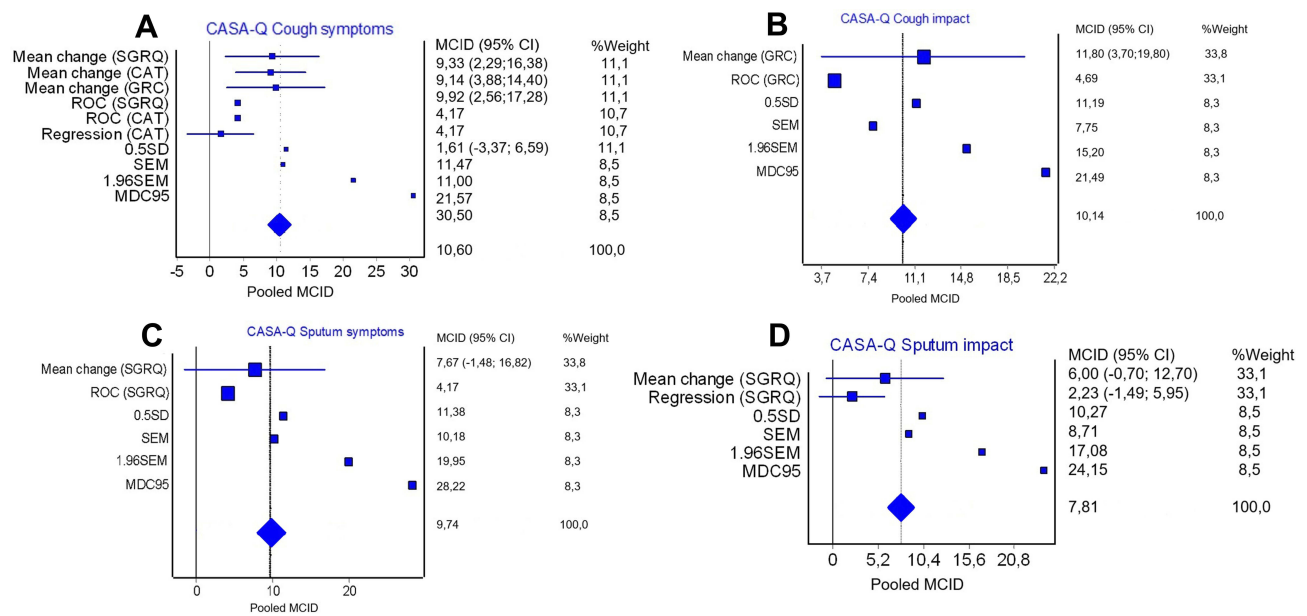 A
CASA-Q Cough symptoms
MCID (95% CI) %Weight
Mean change (SGRQ) 9,33 (2,29;16,38) 11,1
Mean change (CAT) 9,14 (3,88;14,40) 11,1
Mean change (GRC) 9,92 (2,56;17,28) 11,1
ROC (SGRQ) 4,17 10,7
ROC (CAT) 4,17 10,7
Regression (CAT) 1,61 (-3,37; 6,59) 11,1
0.5SD 11,47 8,5
SEM 11,00 8,5
1.96SEM 21,57 8,5
MDC95 30,50 8,5
10,60 100,0
-5 0 5 10 15 20 25 30
Pooled MCID
B
CASA-Q Cough impact
MCID (95% CI) %Weight
Mean change (GRC) 11,80 (3,70;19,80) 33,8
ROC (GRC) 4,69 33,1
0.5SD 11,19 8,3
SEM 7,75 8,3
1.96SEM 15,20 8,3
MDC95 21,49 8,3
10,14 100,0
3,7 7,4 11,1 14,8 18,5 22,2
Pooled MCID
C
CASA-Q Sputum symptoms
MCID (95% CI) %Weight
Mean change (SGRQ) 7,67 (-1,48; 16,82) 33,8
ROC (SGRQ) 4,17 33,1
0.5SD 11,38 8,3
SEM 10,18 8,3
1.96SEM 19,95 8,3
MDC95 28,22 8,3
9,74 100,0
0 10 20
Pooled MCID
D
CASA-Q Sputum impact
MCID (95% CI) %Weight
Mean change (SGRQ) 6,00 (-0,70; 12,70) 33,1
Regression (SGRQ) 2,23 (-1,49; 5,95) 33,1
0.5SD 10,27 8,5
SEM 8,71 8,5
1.96SEM 17,08 8,5
MDC95 24,15 8,5
7,81 100,0
0 5,2 10,4 15,6 20,8
Pooled MCID